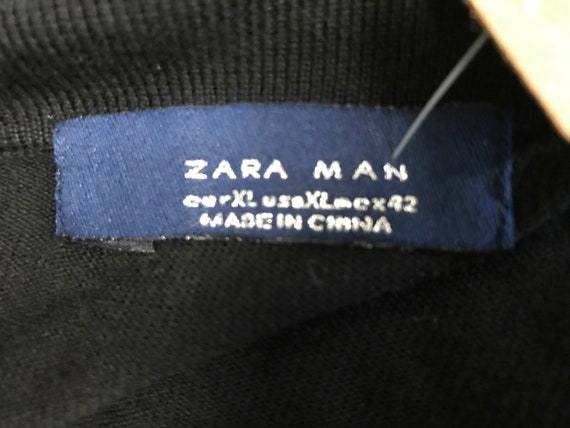 ZARA MAN
eurXL usaXL mex42
MADE IN CHINA